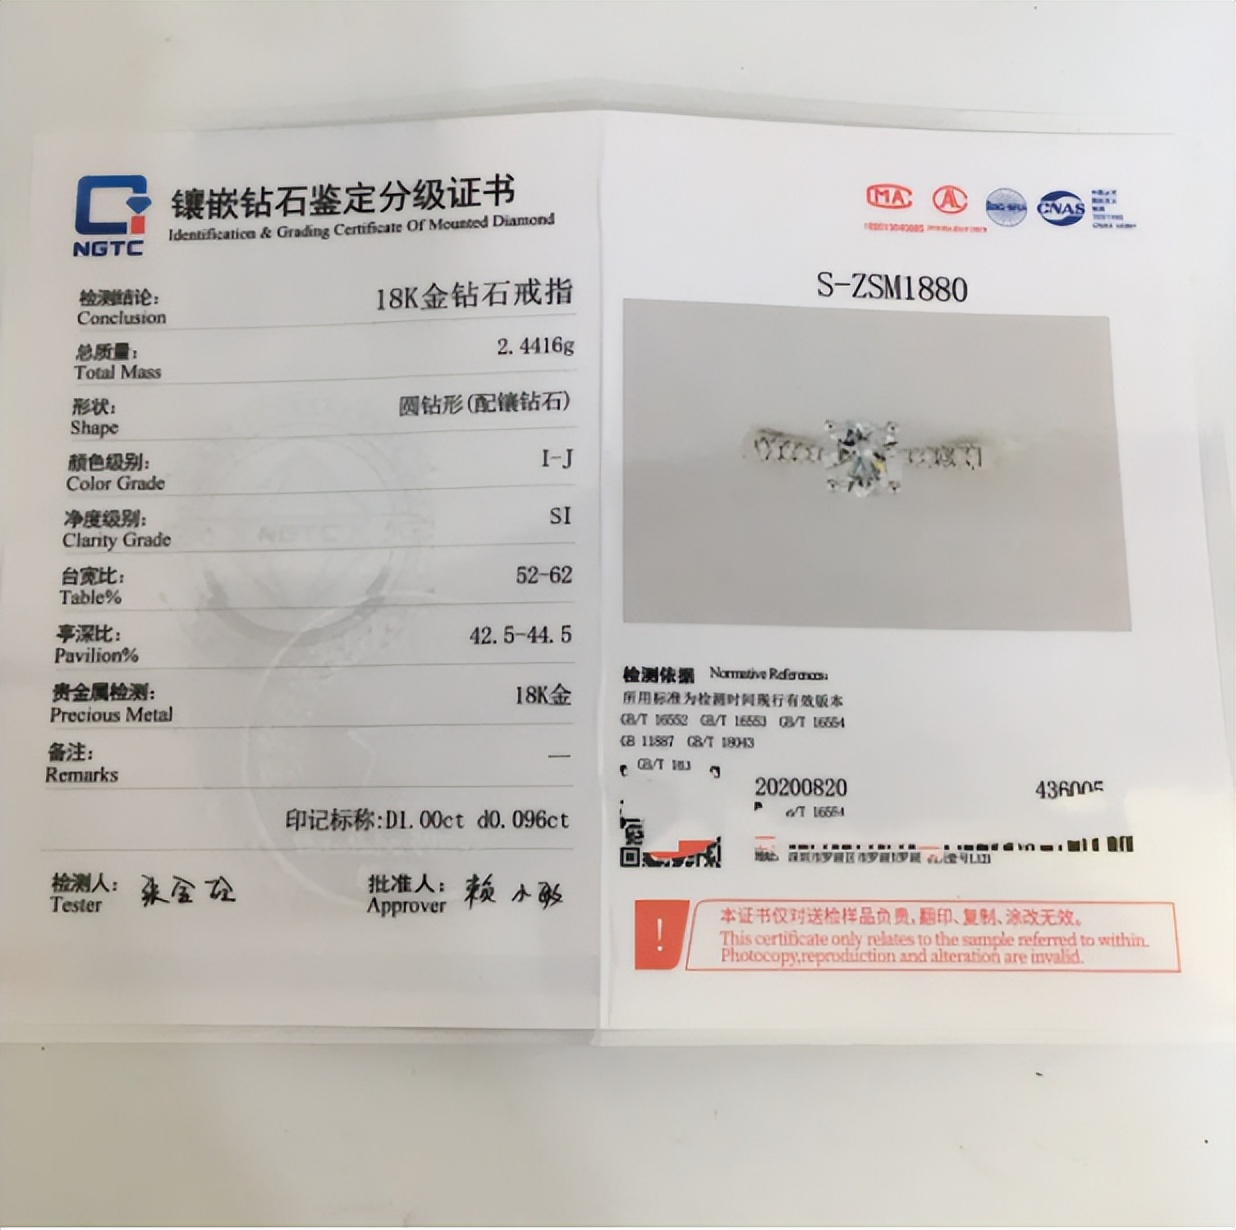 NGTC
镶嵌钻石鉴定分级证书
Identification & Grading Certificate Of Mounted Diamond
检测结论: 18K金钻石戒指
Conclusion
总质量: 2.4416g
Total Mass
形状: 圆钻形(配镶钻石)
Shape
颜色级别: I-J
Color Grade
净度级别: SI
Clarity Grade
台宽比: 52-62
Table%
亭深比: 42.5-44.5
Pavilion%
贵金属检测: 18K金
Precious Metal
备注: —
Remarks
印记标称:D1.00ct d0.096ct
检测人:
Tester
批准人:
Approver
MA AL CNAS
S-ZSM1880
检测依据 Normative References:
所用标准为检测时间现行有效版本
GB/T 16552 GB/T 16553 GB/T 16554
GB 11887 GB/T 18043
GB/T
20200820
16554
!
本证书仅对送检样品负责,翻印、复制、涂改无效。
This certificate only relates to the sample referred to within.
Photocopy,reproduction and alteration are invalid.